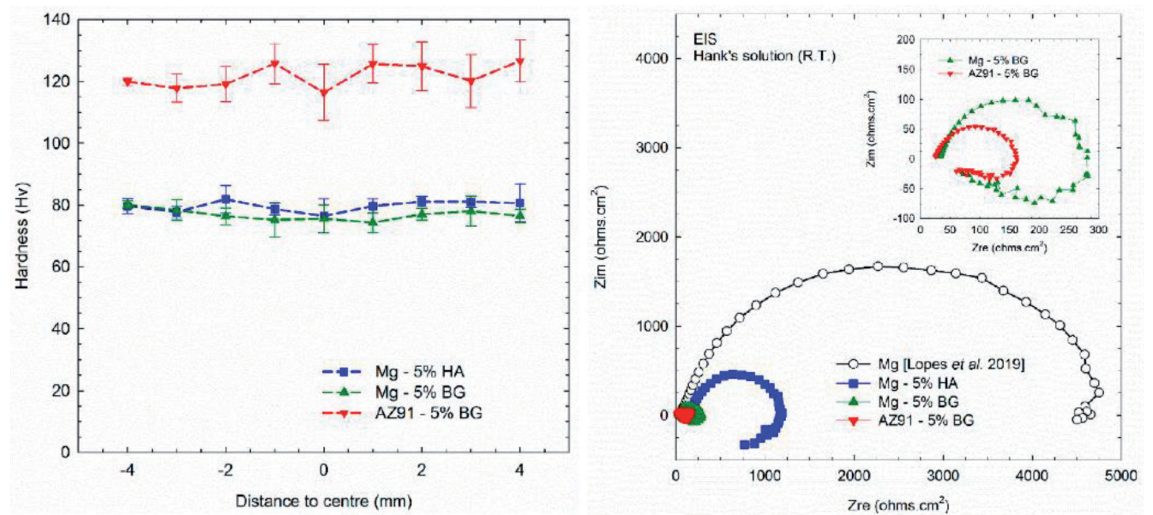 140
120
100
80
60
40
20
0
Hardness (Hv)
Mg - 5% HA
Mg - 5% BG
AZ91 - 5% BG
-4 -2 0 2 4
Distance to centre (mm)
EIS
Hank's solution (R.T.)
4500
3500
2750
1750
1000
0
Zim (ohms.cm²)
200
150
100
50
0
-50
-100
Zim (ohms.cm²)
Mg - 5% BG
AZ91 - 5% BG
0 50 100 150 200 250 300
Zre (ohms.cm²)
Mg [Lopes et al. 2019]
Mg - 5% HA
Mg - 5% BG
AZ91 - 5% BG
0 1000 2000 3000 4000 5000
Zre (ohms.cm²)